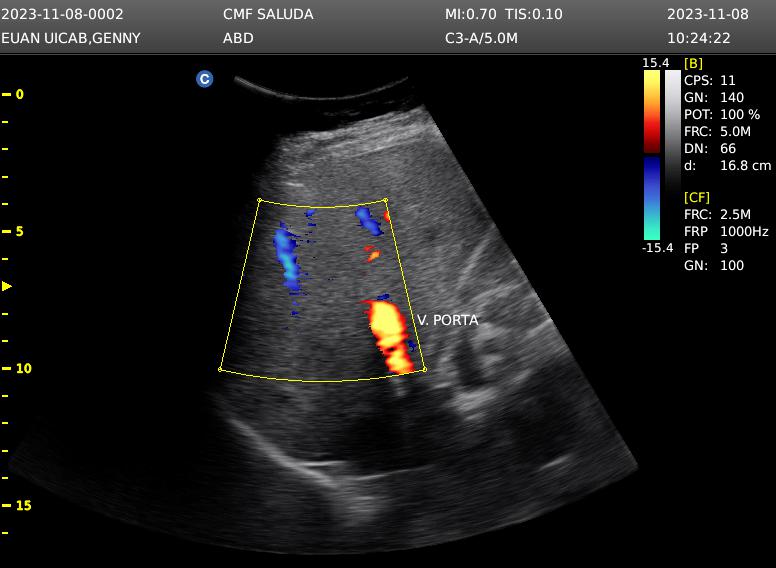 2023-11-08-0002 CMF SALUDA MI:0.70 TIS:0.10 2023-11-08
EUAN UICAB,GENNY ABD C3-A/5.0M 10:24:22
C
15.4 [B]
CPS: 11
GN: 140
POT: 100 %
FRC: 5.0M
DN: 66
d: 16.8 cm
[CF]
FRC: 2.5M
FRP 1000Hz
-15.4 FP 3
GN: 100
0
5
V. PORTA
10
15